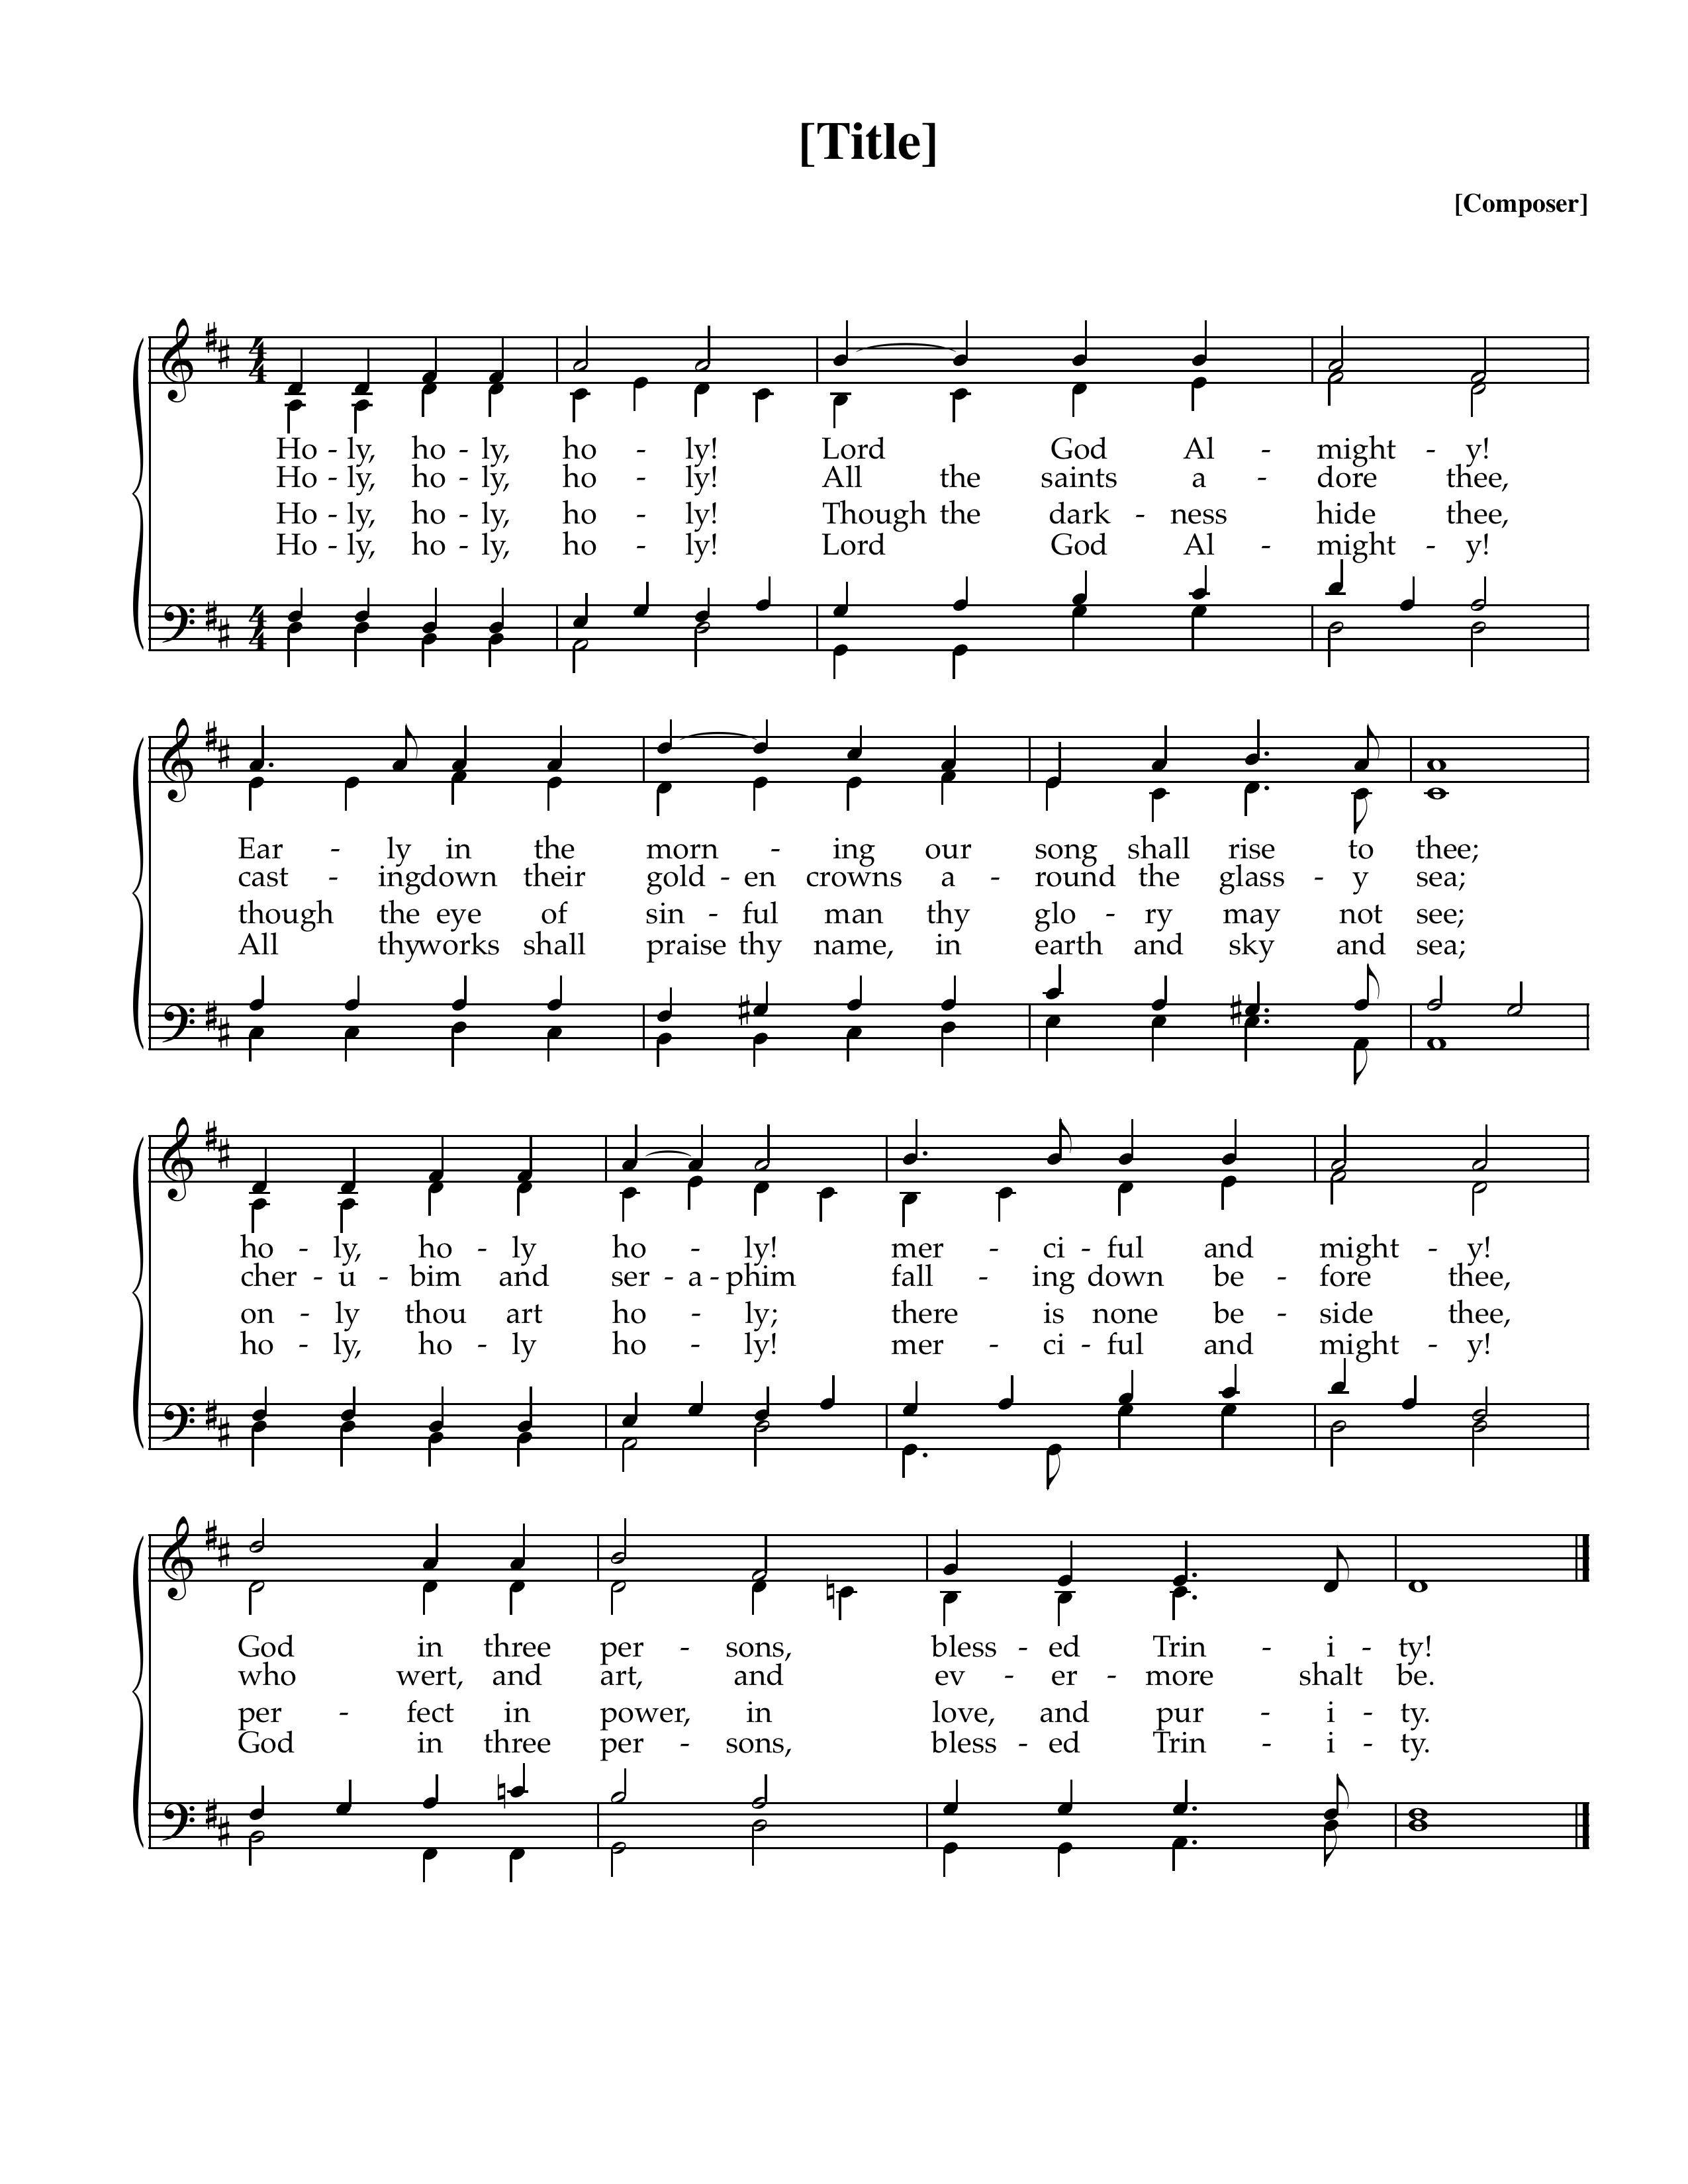 [Title]
[Composer]
4 4
Ho - ly, ho - ly, ho - ly! Lord God Al - might - y!
Ho - ly, ho - ly, ho - ly! All the saints a - dore thee,
Ho - ly, ho - ly, ho - ly! Though the dark - ness hide thee,
Ho - ly, ho - ly, ho - ly! Lord God Al - might - y!
4 4
Ear - ly in the morn - ing our song shall rise to thee;
cast - ing down their gold - en crowns a - round the glass - y sea;
though the eye of sin - ful man thy glo - ry may not see;
All thy works shall praise thy name, in earth and sky and sea;
ho - ly, ho - ly ho - ly! mer - ci - ful and might - y!
cher - u - bim and ser - a - phim fall - ing down be - fore thee,
on - ly thou art ho - ly; there is none be - side thee,
ho - ly, ho - ly ho - ly! mer - ci - ful and might - y!
God in three per - sons, bless - ed Trin - i - ty!
who wert, and art, and ev - er - more shalt be.
per - fect in power, in love, and pur - i - ty.
God in three per - sons, bless - ed Trin - i - ty.